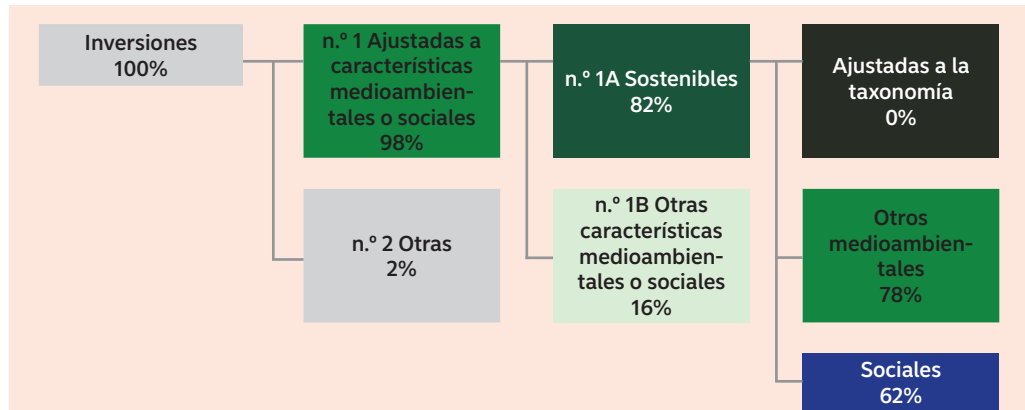 Inversiones
100%
n.º 1 Ajustadas a
características
medioambien-
tales o sociales
98%
n.º 2 Otras
2%
n.º 1A Sostenibles
82%
n.º 1B Otras
características
medioambien-
tales o sociales
16%
Ajustadas a la
taxonomía
0%
Otros
medioambien-
tales
78%
Sociales
62%